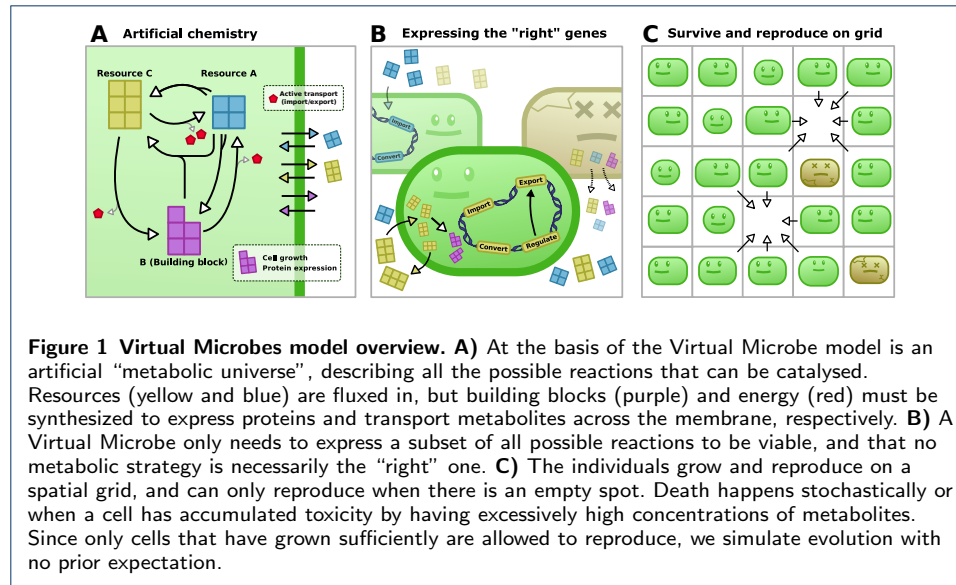 A Artificial chemistry
Resource C
Resource A
Active transport
(import/export)
B (Building block)
Cell growth
Protein expression
B Expressing the "right" genes
Import
Convert
Export
Import
Convert
Regulate
C Survive and reproduce on grid
Figure 1 Virtual Microbes model overview. A) At the basis of the Virtual Microbe model is an
artificial “metabolic universe”, describing all the possible reactions that can be catalysed.
Resources (yellow and blue) are fluxed in, but building blocks (purple) and energy (red) must be
synthesized to express proteins and transport metabolites across the membrane, respectively. B) A
Virtual Microbe only needs to express a subset of all possible reactions to be viable, and that no
metabolic strategy is necessarily the “right” one. C) The individuals grow and reproduce on a
spatial grid, and can only reproduce when there is an empty spot. Death happens stochastically or
when a cell has accumulated toxicity by having excessively high concentrations of metabolites.
Since only cells that have grown sufficiently are allowed to reproduce, we simulate evolution with
no prior expectation.